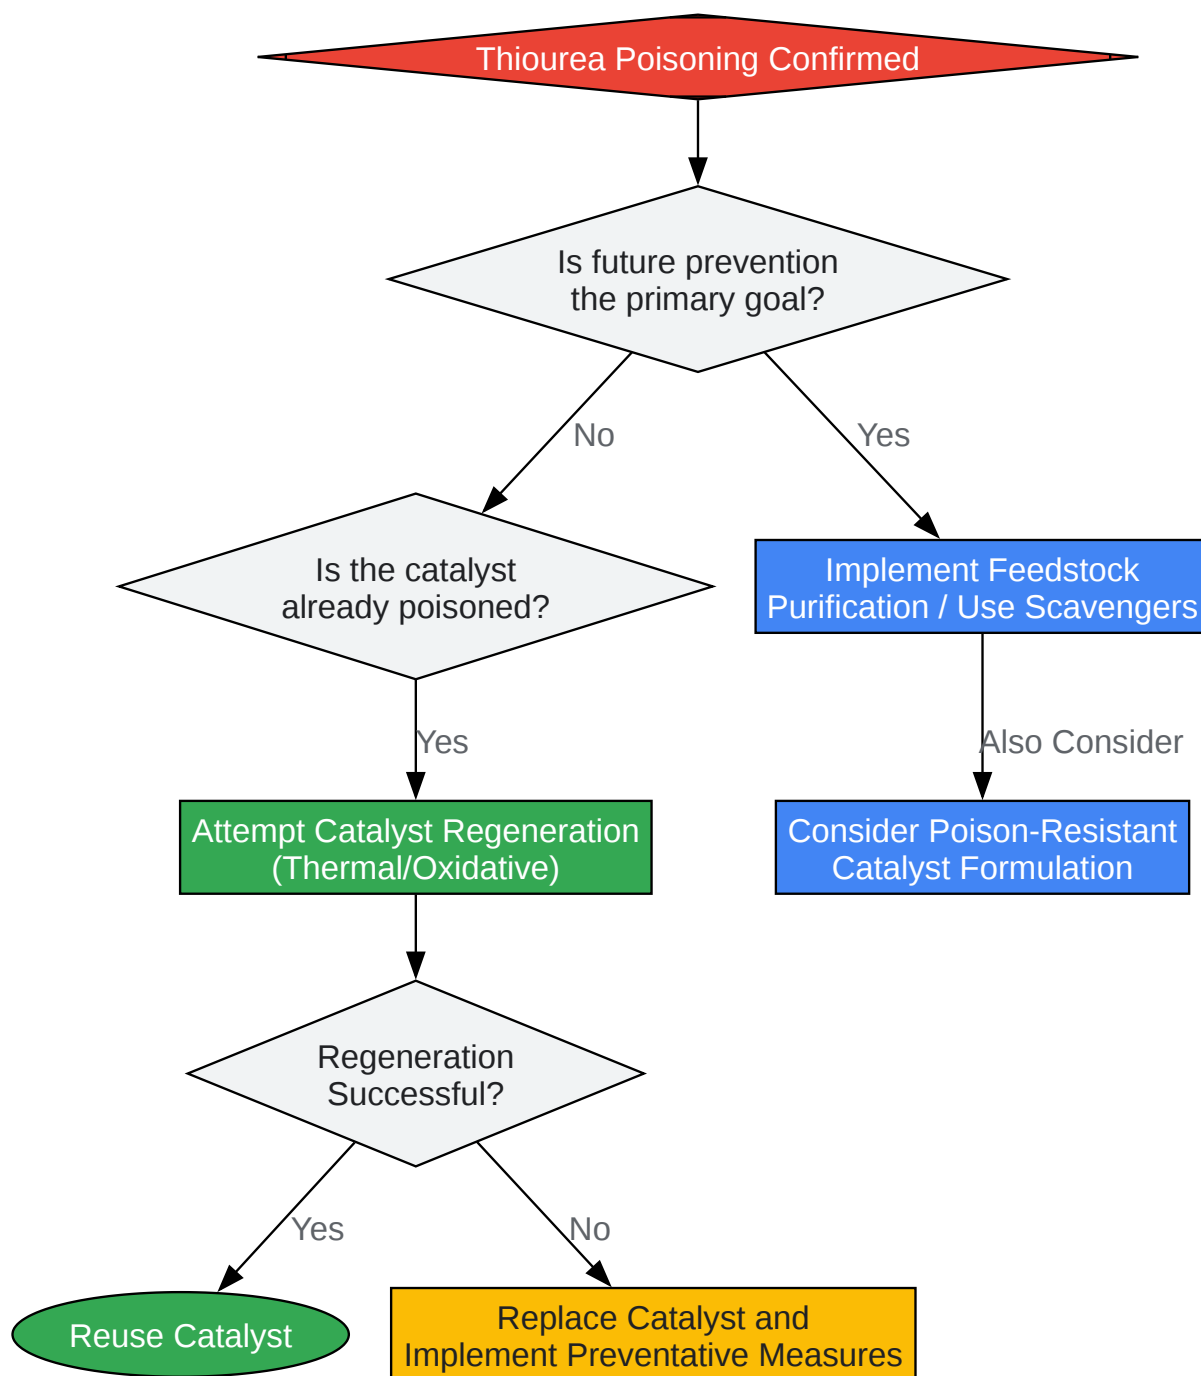 Thiourea Poisoning Confirmed
Is future prevention
the primary goal?
No
Yes
Is the catalyst
already poisoned?
Implement Feedstock
Purification / Use Scavengers
Yes
Also Consider
Attempt Catalyst Regeneration
(Thermal/Oxidative)
Consider Poison-Resistant
Catalyst Formulation
Regeneration
Successful?
Yes
No
Reuse Catalyst
Replace Catalyst and
Implement Preventative Measures